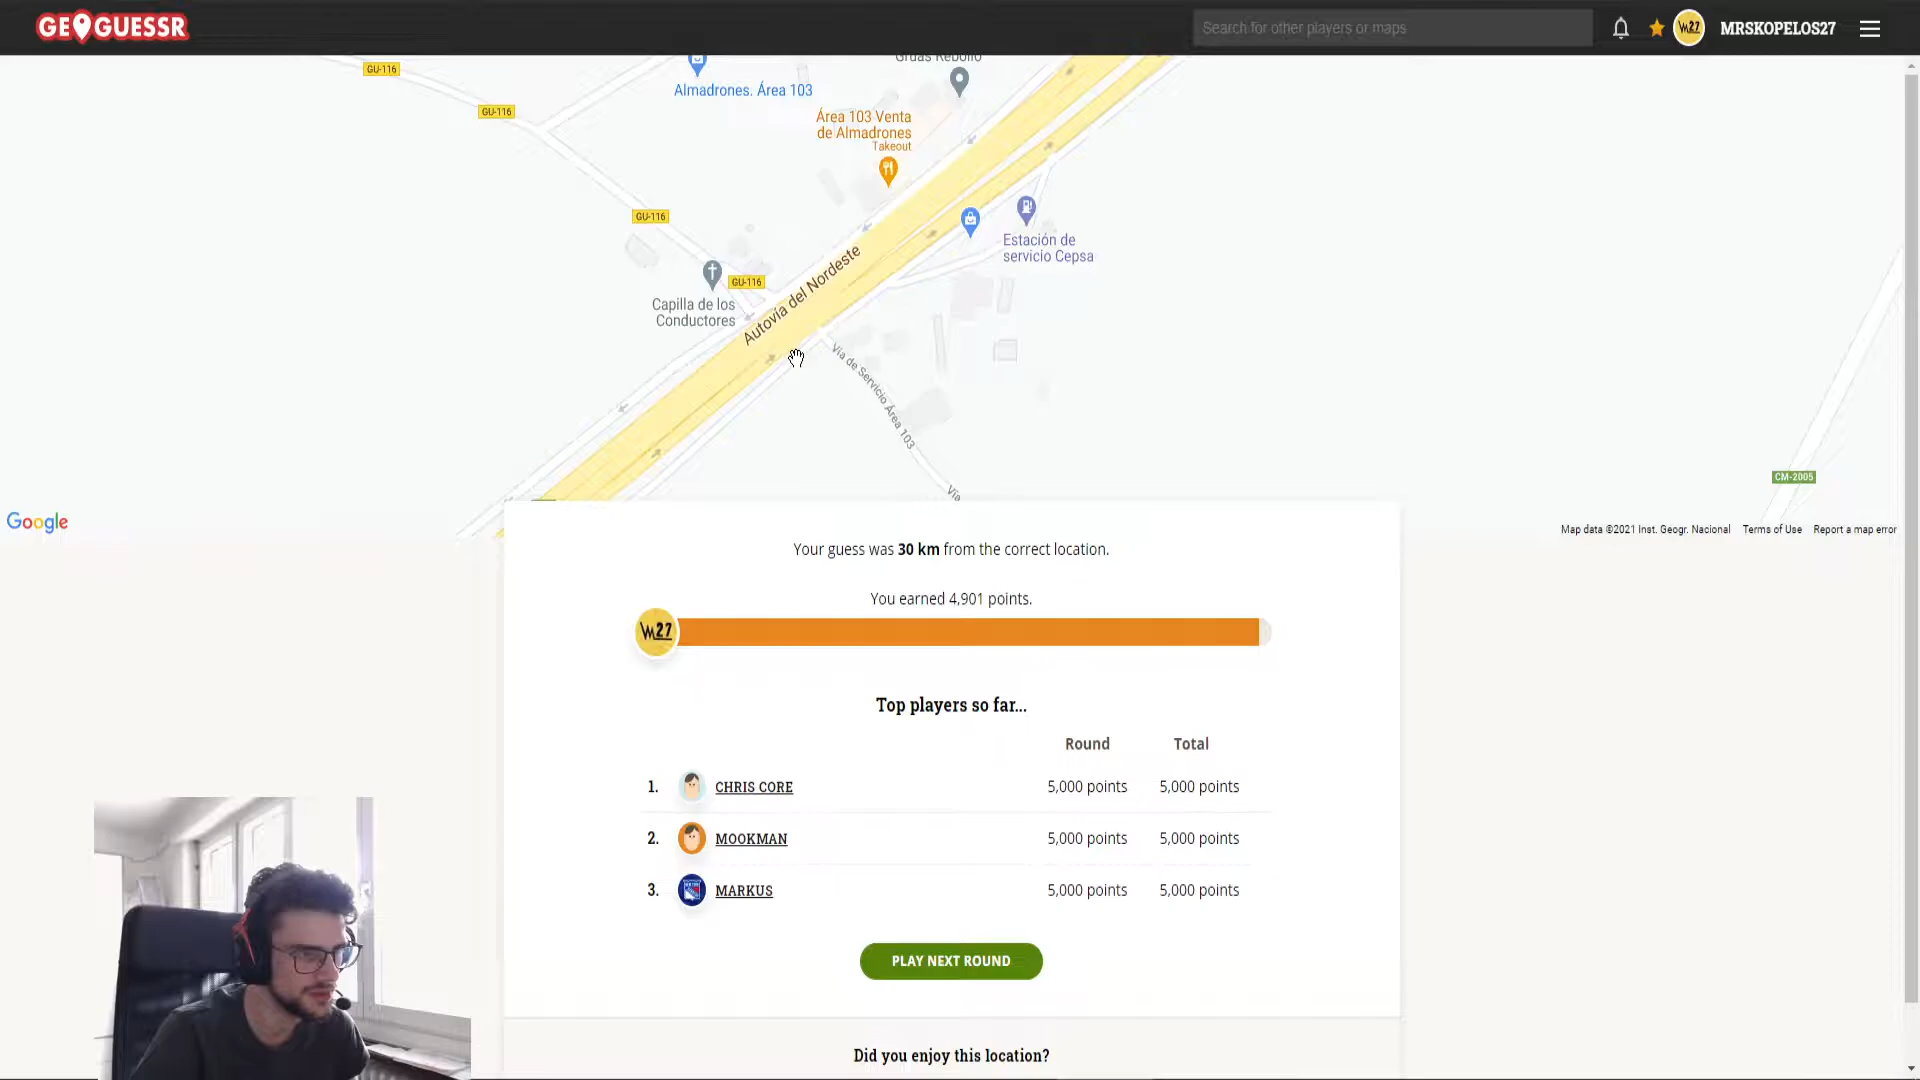 GEOGUESSR
Search for other players or maps
W27
MRSKOPELOS27
GU-116
GU-116
Almadrones. Área 103
Gruas Rebollo
Área 103 Venta
de Almadrones
Takeout
GU-116
Estación de
servicio Cepsa
GU-116
Capilla de los
Conductores
Autovía del Nordeste
Vía de Servicio Área 103
Vía
CM-2005
Google
Map data ©2021 Inst. Geogr. Nacional
Terms of Use
Report a map error
Your guess was 30 km from the correct location.
You earned 4,901 points.
W27
Top players so far...
Round Total
1. CHRIS CORE 5,000 points 5,000 points
2. MOOKMAN 5,000 points 5,000 points
3. MARKUS 5,000 points 5,000 points
PLAY NEXT ROUND
Did you enjoy this location?